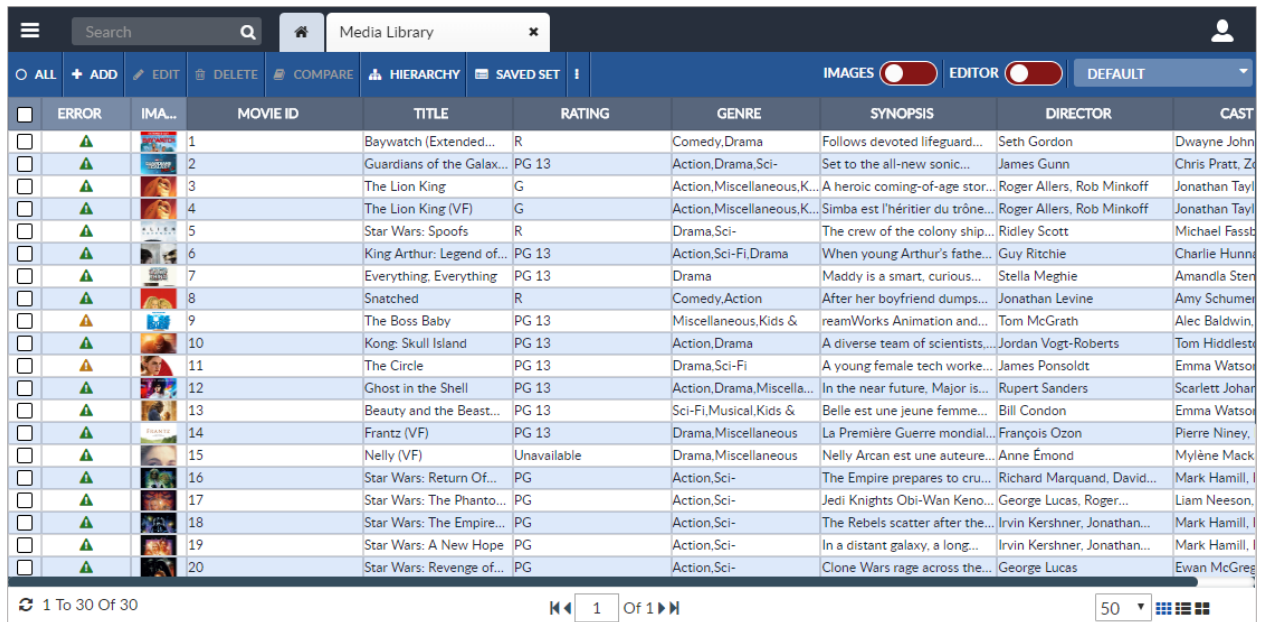 Search Media Library
ALL ADD EDIT DELETE COMPARE HIERARCHY SAVED SET IMAGES EDITOR DEFAULT
ERROR IMA... MOVIE ID TITLE RATING GENRE SYNOPSIS DIRECTOR CAST
1 Baywatch (Extended... R Comedy,Drama Follows devoted lifeguard... Seth Gordon Dwayne John
2 Guardians of the Galax... PG 13 Action,Drama,Sci- Set to the all-new sonic... James Gunn Chris Pratt, Zo
3 The Lion King G Action,Miscellaneous,K... A heroic coming-of-age stor... Roger Allers, Rob Minkoff Jonathan Tayl
4 The Lion King (VF) G Action,Miscellaneous,K... Simba est l'héritier du trône... Roger Allers, Rob Minkoff Jonathan Tayl
5 Star Wars: Spoofs R Drama,Sci- The crew of the colony ship... Ridley Scott Michael Fassb
6 King Arthur: Legend of... PG 13 Action,Sci-Fi,Drama When young Arthur's fathe... Guy Ritchie Charlie Hunna
7 Everything, Everything PG 13 Drama Maddy is a smart, curious... Stella Meghie Amandla Sten
8 Snatched R Comedy,Action After her boyfriend dumps... Jonathan Levine Amy Schumer
9 The Boss Baby PG 13 Miscellaneous,Kids & reamWorks Animation and... Tom McGrath Alec Baldwin,
10 Kong: Skull Island PG 13 Action,Drama A diverse team of scientists,... Jordan Vogt-Roberts Tom Hiddlesto
11 The Circle PG 13 Drama,Sci-Fi A young female tech worke... James Ponsoldt Emma Watson
12 Ghost in the Shell PG 13 Action,Drama,Miscella... In the near future, Major is... Rupert Sanders Scarlett Johan
13 Beauty and the Beast... PG 13 Sci-Fi,Musical,Kids & Belle est une jeune femme... Bill Condon Emma Watson
14 Frantz (VF) PG 13 Drama,Miscellaneous La Première Guerre mondial... François Ozon Pierre Niney,
15 Nelly (VF) Unavailable Drama,Miscellaneous Nelly Arcan est une auteure... Anne Émond Mylène Mack
16 Star Wars: Return Of... PG Action,Sci- The Empire prepares to cru... Richard Marquand, David... Mark Hamill,
17 Star Wars: The Phanto... PG Action,Sci- Jedi Knights Obi-Wan Keno... George Lucas, Roger... Liam Neeson,
18 Star Wars: The Empire... PG Action,Sci- The Rebels scatter after the... Irvin Kershner, Jonathan... Mark Hamill,
19 Star Wars: A New Hope PG Action,Sci- In a distant galaxy, a long... Irvin Kershner, Jonathan... Mark Hamill,
20 Star Wars: Revenge of... PG Action,Sci- Clone Wars rage across the... George Lucas Ewan McGreg
1 To 30 Of 30 1 Of 1 50